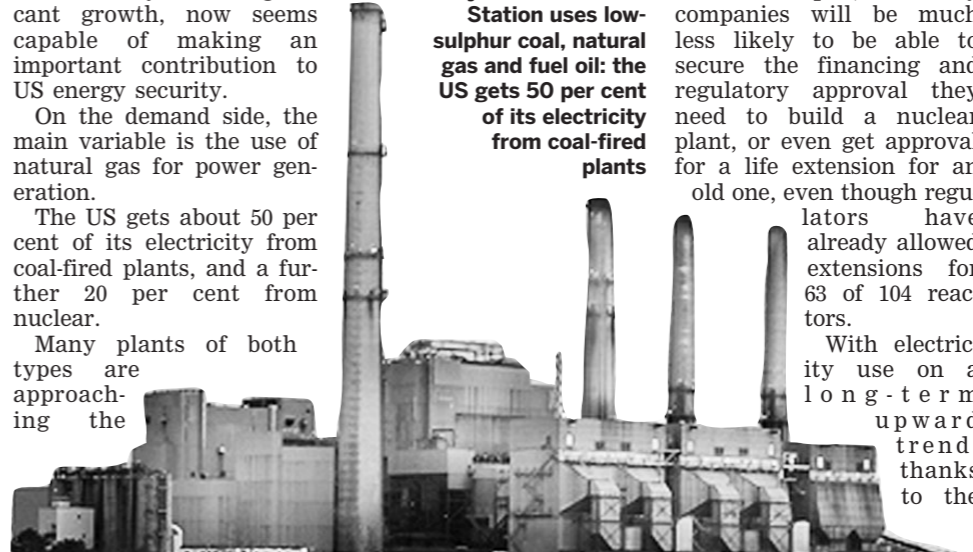 cant growth, now seems
capable of making an
important contribution to
US energy security.
On the demand side, the
main variable is the use of
natural gas for power gen-
eration.
The US gets about 50 per
cent of its electricity from
coal-fired plants, and a fur-
ther 20 per cent from
nuclear.
Many plants of both
types are
approach-
ing the
Station uses low-
sulphur coal, natural
gas and fuel oil: the
US gets 50 per cent
of its electricity
from coal-fired
plants
companies will be much
less likely to be able to
secure the financing and
regulatory approval they
need to build a nuclear
plant, or even get approval
for a life extension for an
old one, even though regu
lators have
already allowed
extensions for
63 of 104 reac
tors.
With electric
ity use on a
long-term
upward
trend
thanks
to the